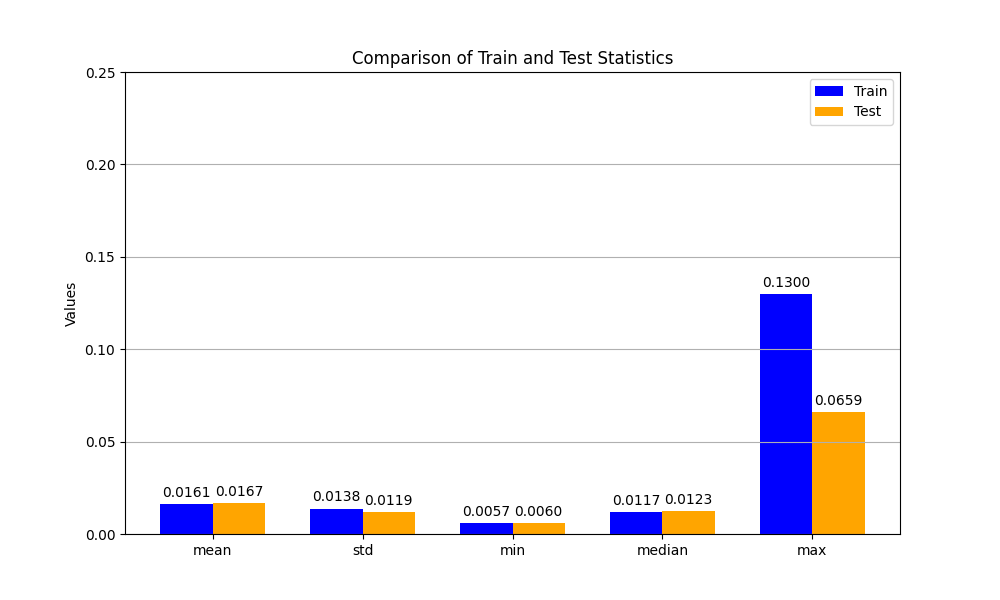 Comparison of Train and Test Statistics
0.25
0.20
0.15
0.10
0.05
0.00
Values
Train
Test
0.0161 0.0167
0.0138 0.0119
0.0057 0.0060
0.0117 0.0123
0.1300
0.0659
mean std min median max